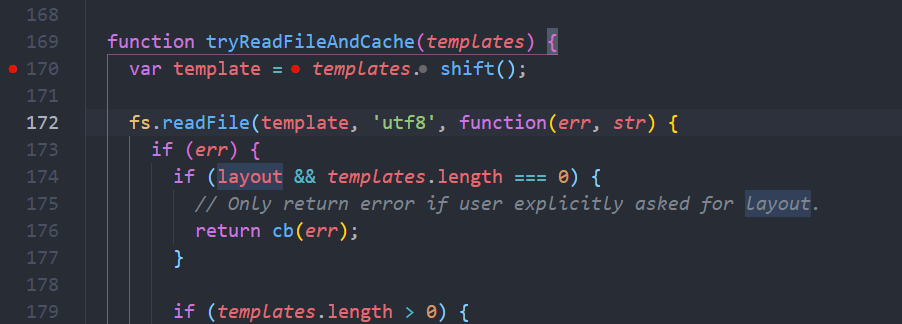 168
169 function tryReadFileAndCache(templates) {
170 var template = templates. shift();
171
172 fs.readFile(template, 'utf8', function(err, str) {
173 if (err) {
174 if (layout && templates.length === 0) {
175 // Only return error if user explicitly asked for layout.
176 return cb(err);
177 }
178
179 if (templates.length > 0) {